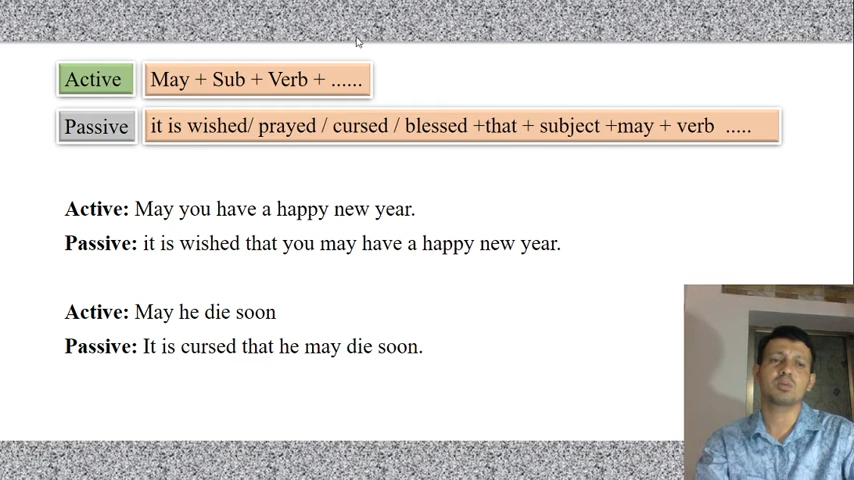 Active May + Sub + Verb + ......
Passive it is wished/ prayed / cursed / blessed +that + subject +may + verb .....
Active: May you have a happy new year.
Passive: it is wished that you may have a happy new year.
Active: May he die soon
Passive: It is cursed that he may die soon.